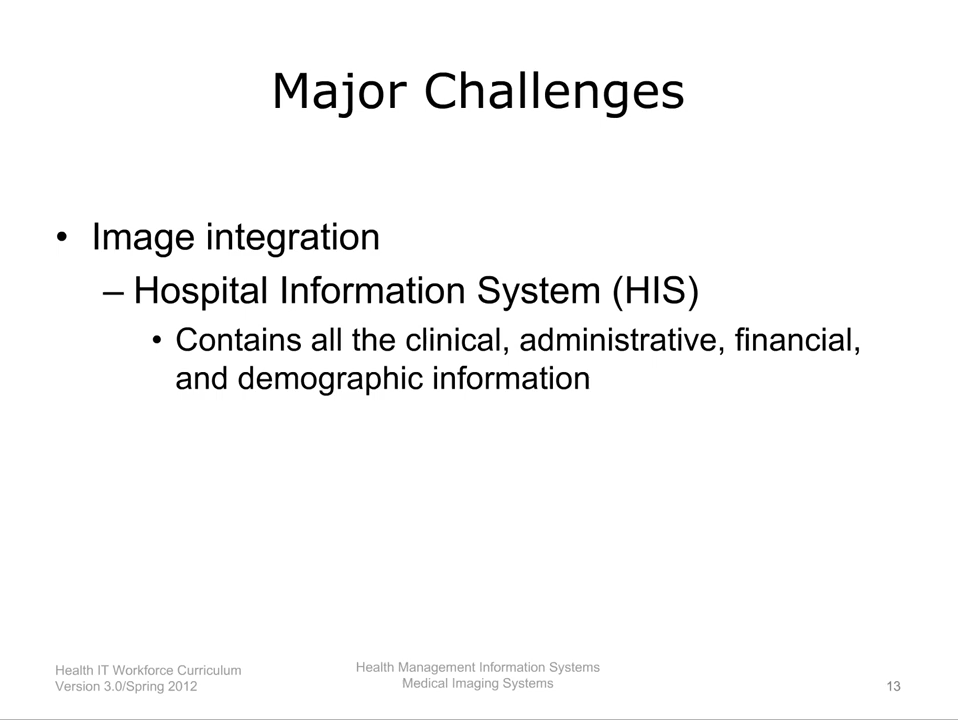 Major Challenges
• Image integration
– Hospital Information System (HIS)
• Contains all the clinical, administrative, financial,
and demographic information
Health IT Workforce Curriculum
Version 3.0/Spring 2012
Health Management Information Systems
Medical Imaging Systems
13